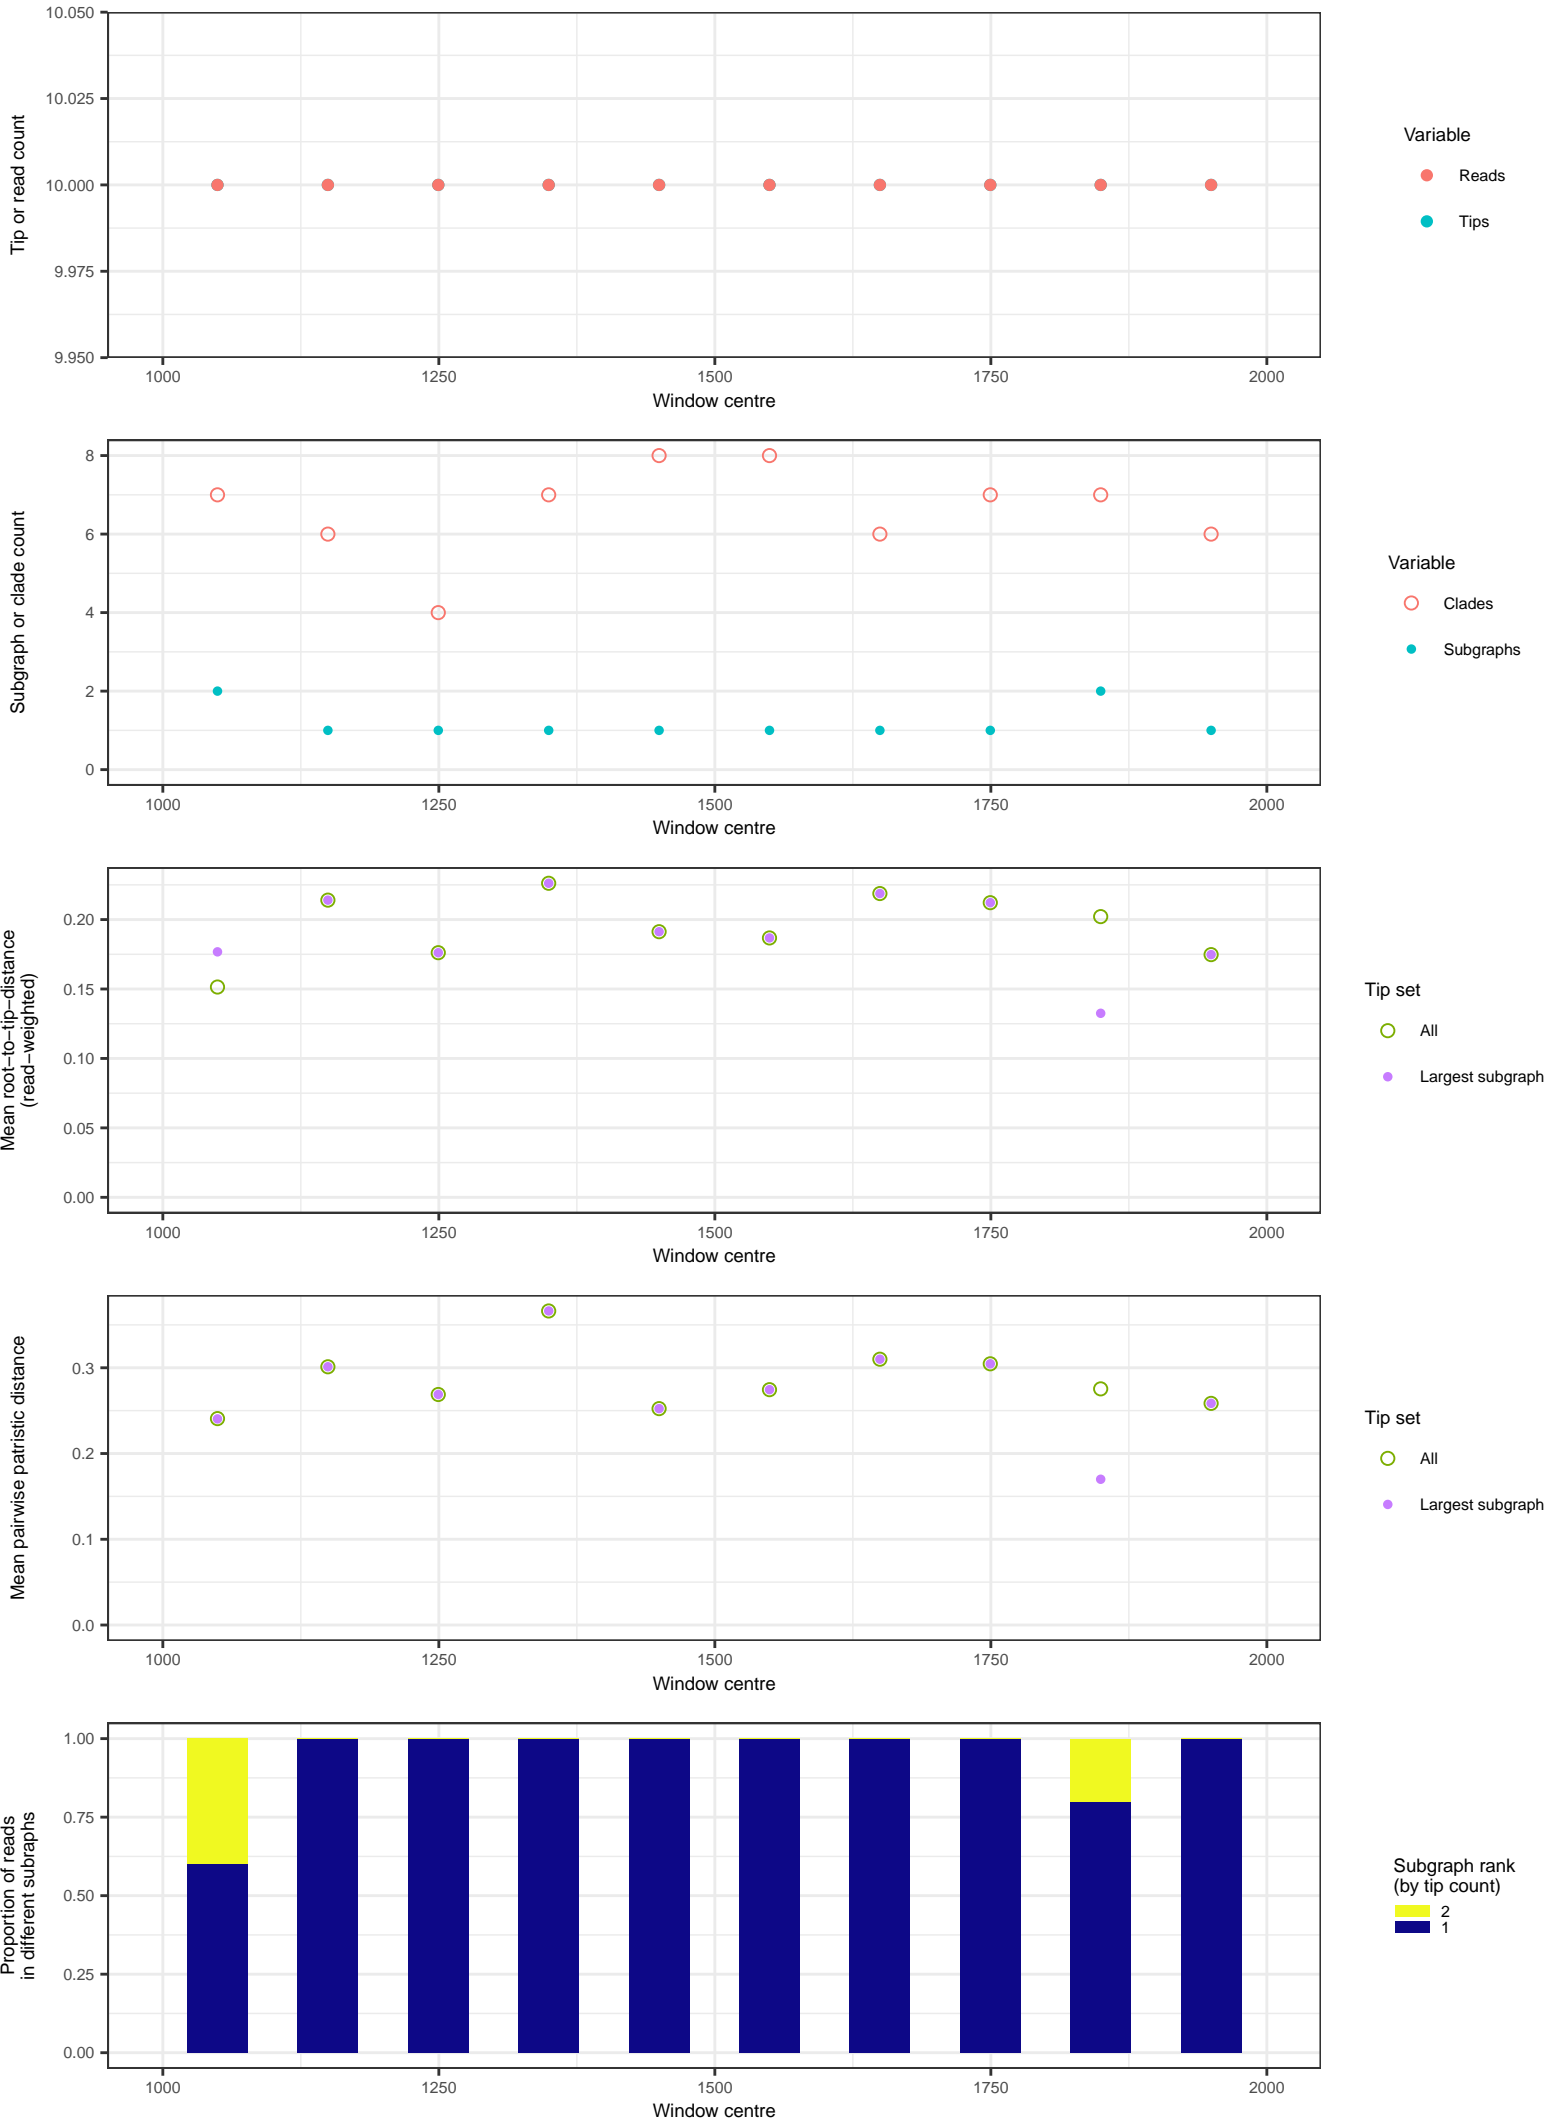 10.050
10.025
10.000
9.975
9.950
Tip or read count
1000 1250 1500 1750 2000
Window centre
Variable
Reads
Tips
8
6
4
2
0
Subgraph or clade count
1000 1250 1500 1750 2000
Window centre
Variable
Clades
Subgraphs
0.20
0.15
0.10
0.05
0.00
Mean root−to−tip−distance
(read−weighted)
1000 1250 1500 1750 2000
Window centre
Tip set
All
Largest subgraph
0.3
0.2
0.1
0.0
Mean pairwise patristic distance
1000 1250 1500 1750 2000
Window centre
Tip set
All
Largest subgraph
1.00
0.75
0.50
0.25
0.00
Proportion of reads
in different subraphs
1000 1250 1500 1750 2000
Window centre
Subgraph rank
(by tip count)
2
1